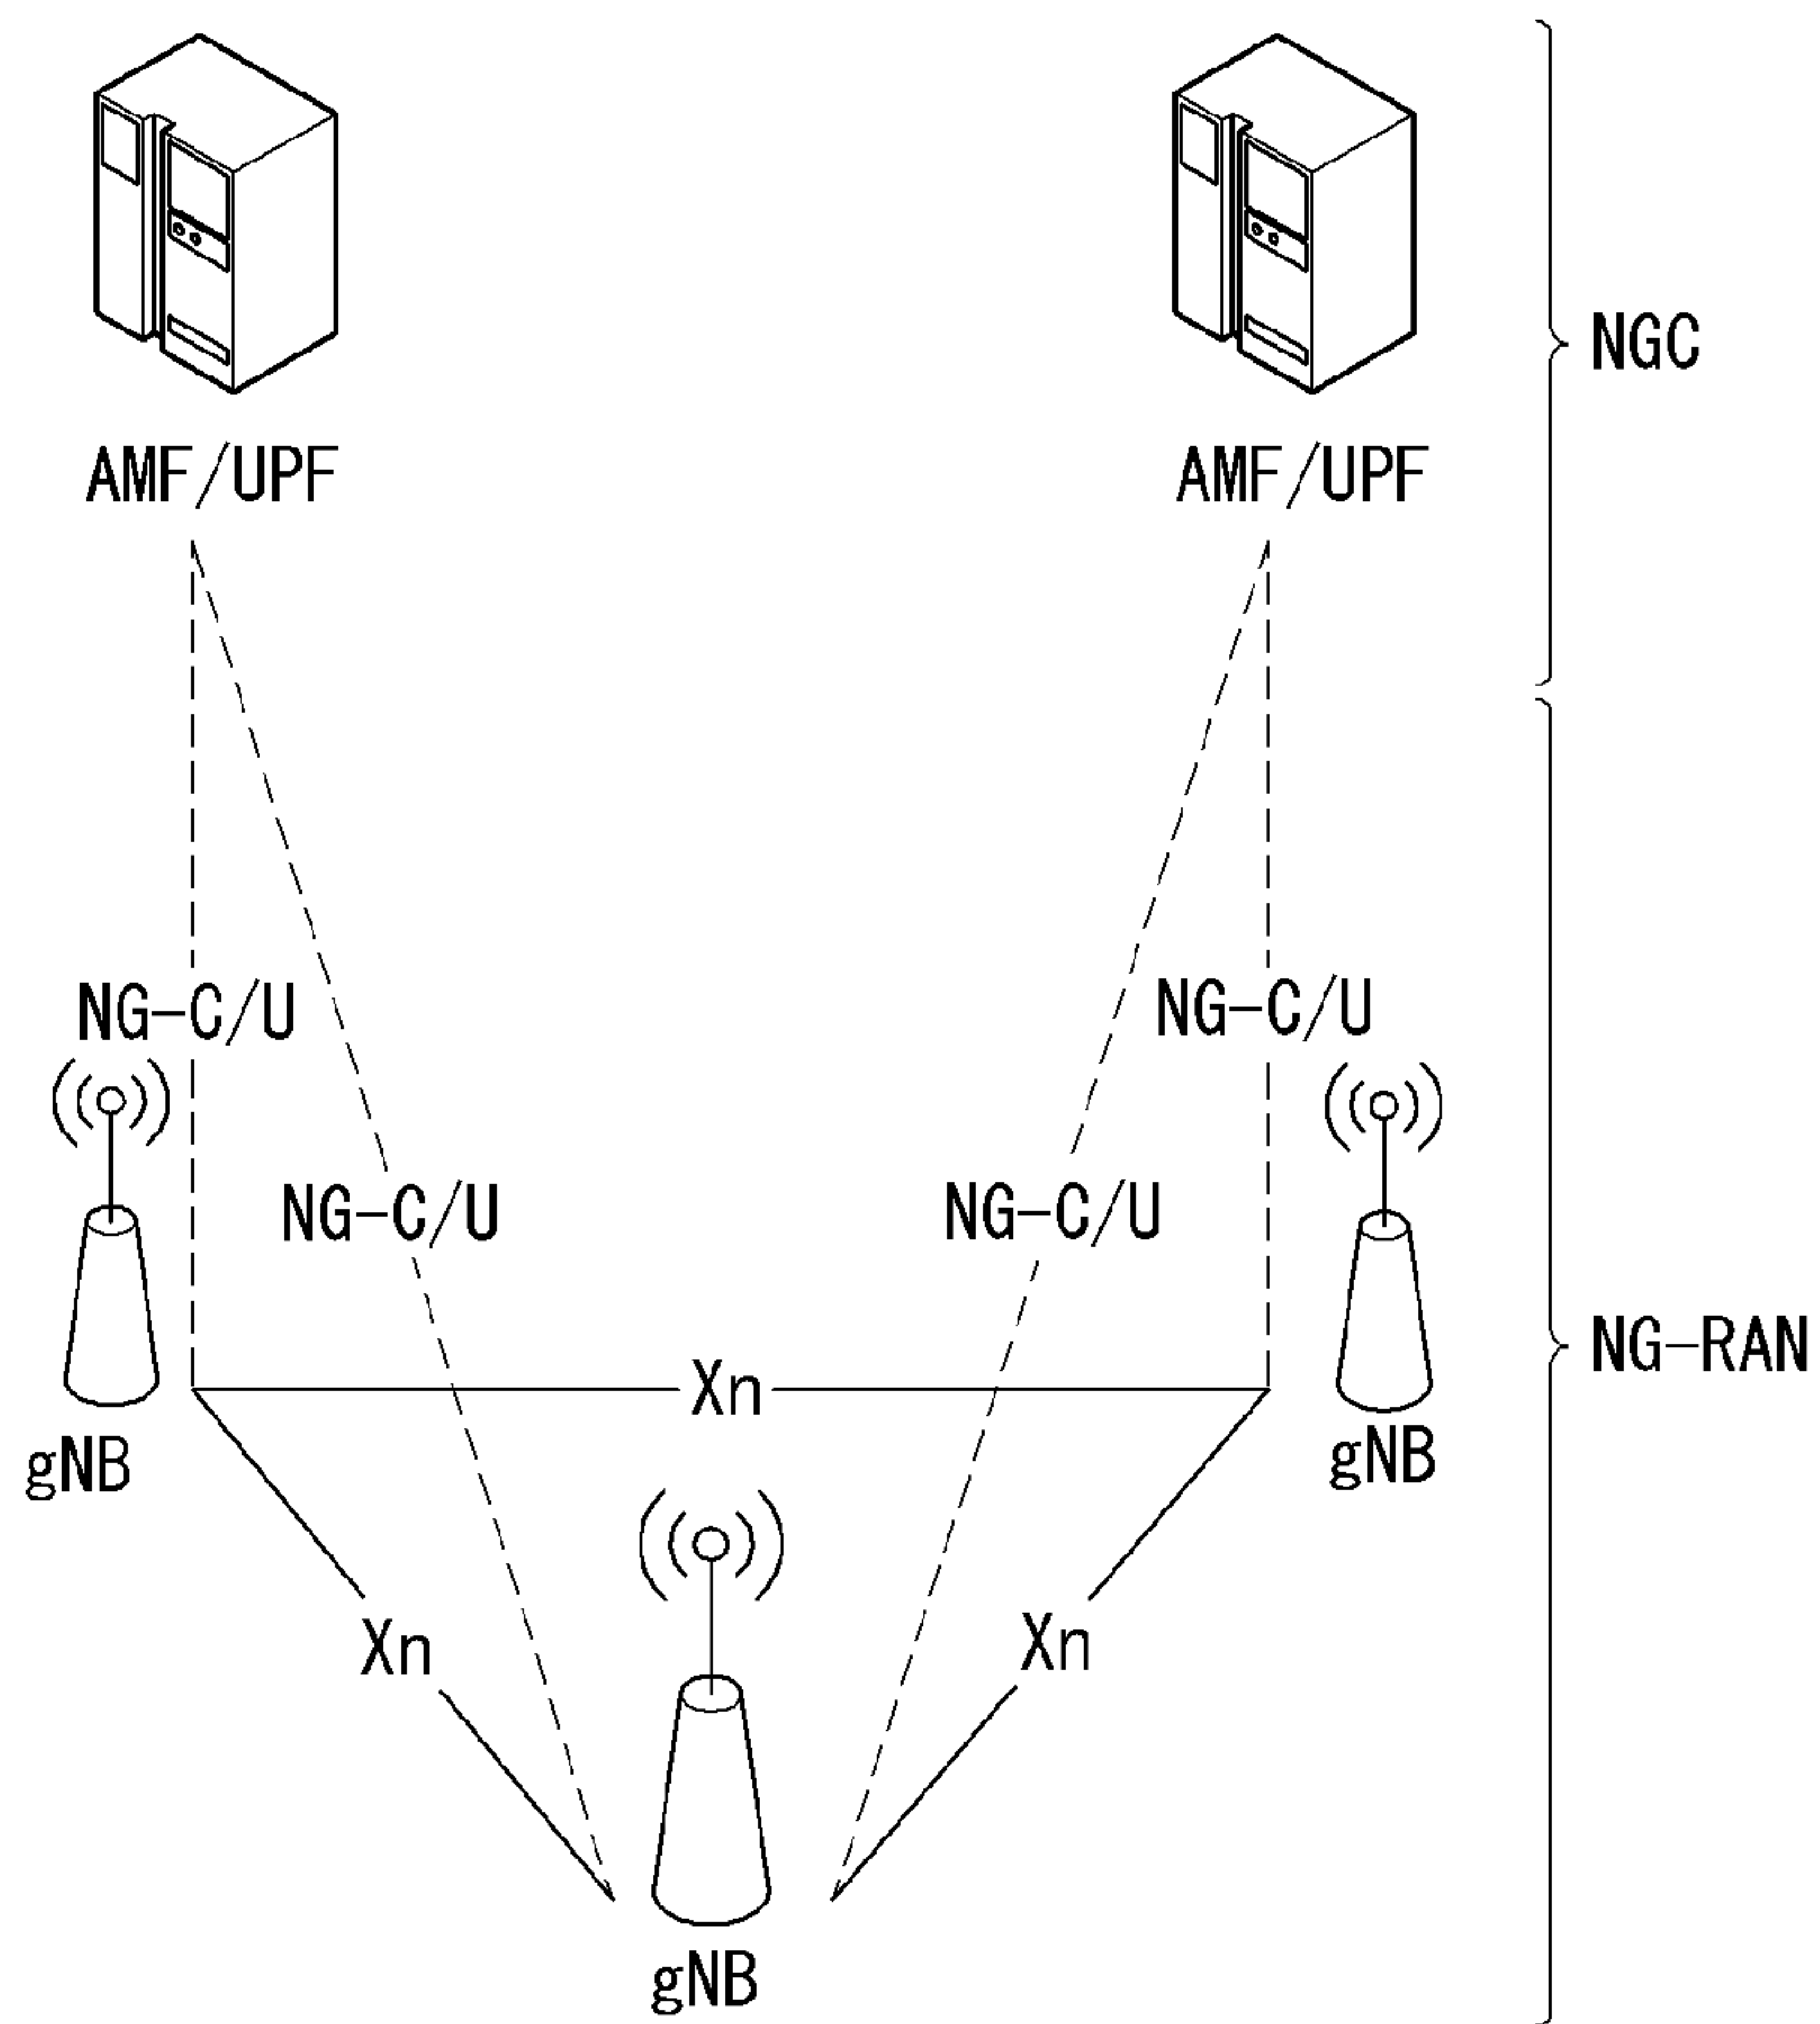 NGC
AMF/UPF
AMF/UPF
NG-C/U
NG-C/U
NG-C/U
NG-C/U
NG-RAN
Xn
gNB
gNB
Xn
Xn
gNB